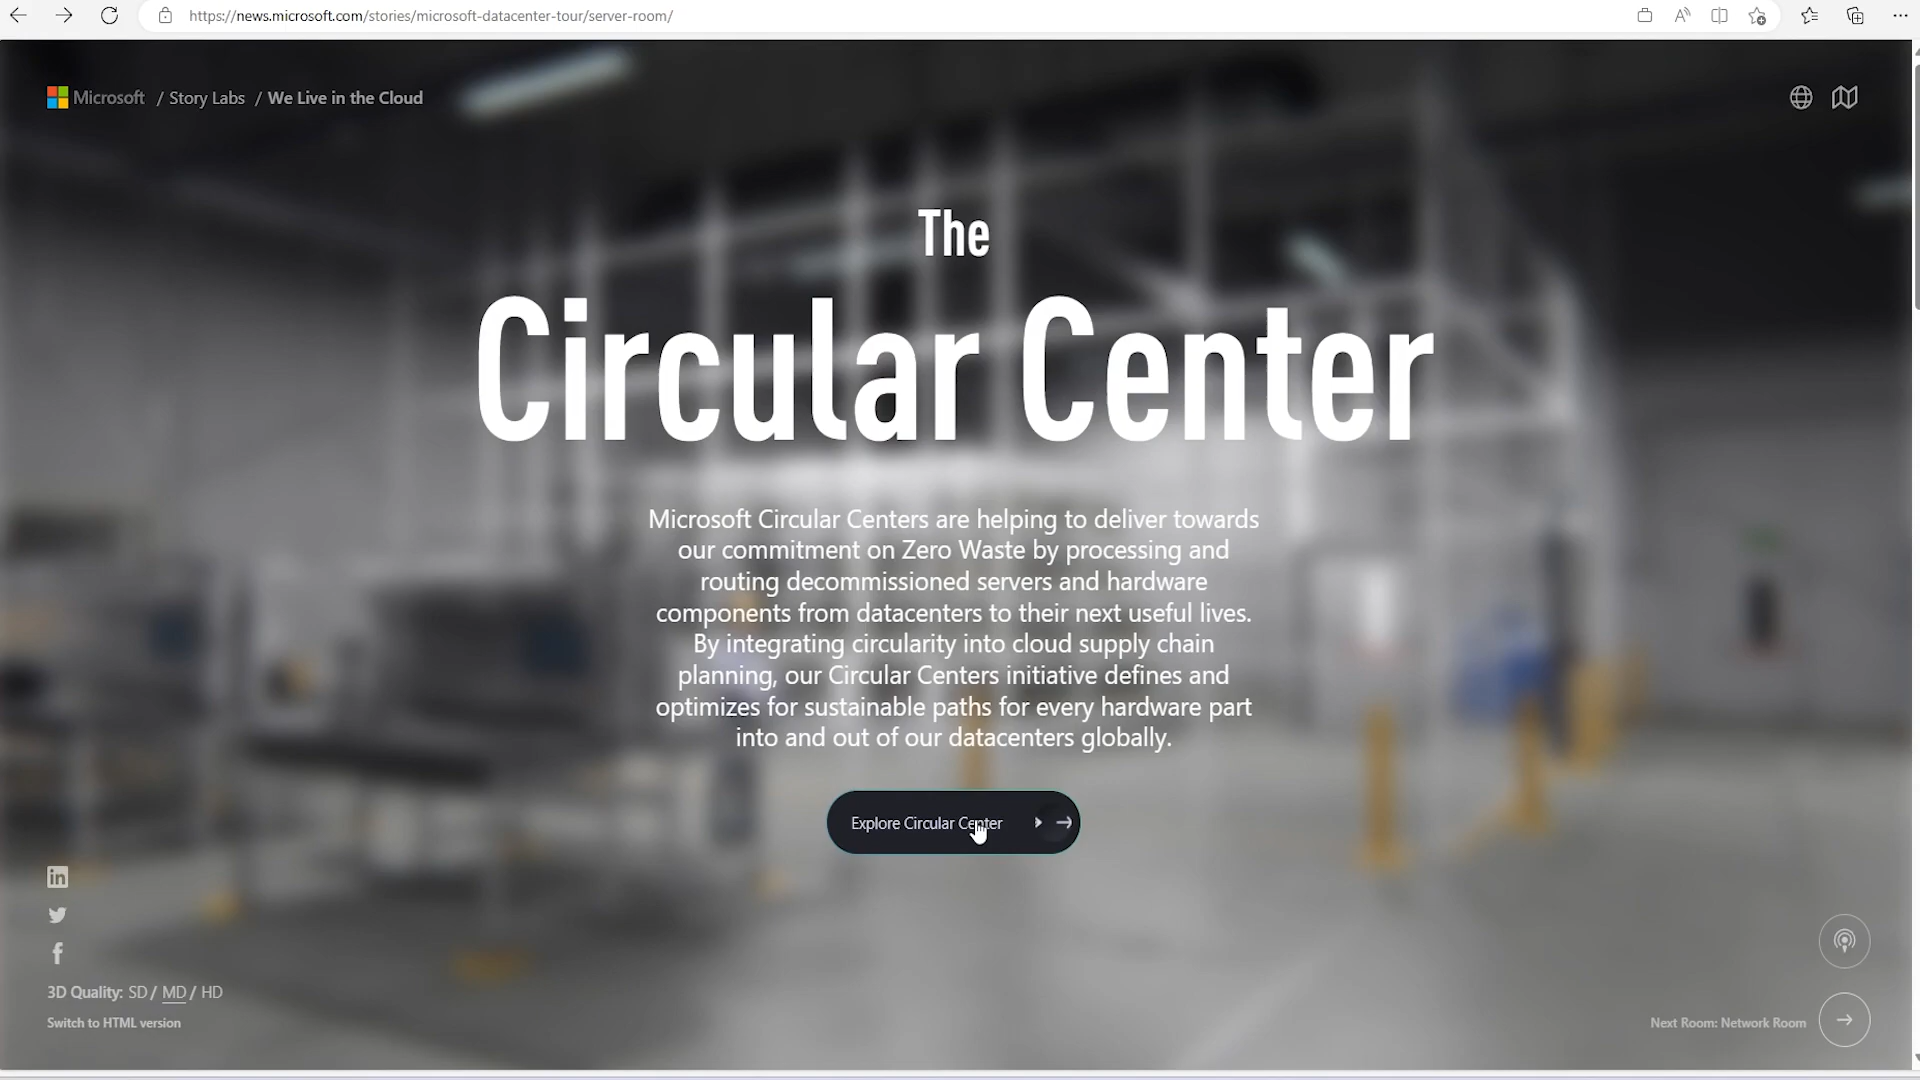 https://news.microsoft.com/stories/microsoft-datacenter-tour/server-room/
Microsoft / Story Labs / We Live in the Cloud
The
Circular Center
Microsoft Circular Centers are helping to deliver towards
our commitment on Zero Waste by processing and
routing decommissioned servers and hardware
components from datacenters to their next useful lives.
By integrating circularity into cloud supply chain
planning, our Circular Centers initiative defines and
optimizes for sustainable paths for every hardware part
into and out of our datacenters globally.
Explore Circular Center
3D Quality: SD / MD / HD
Switch to HTML version
Next Room: Network Room